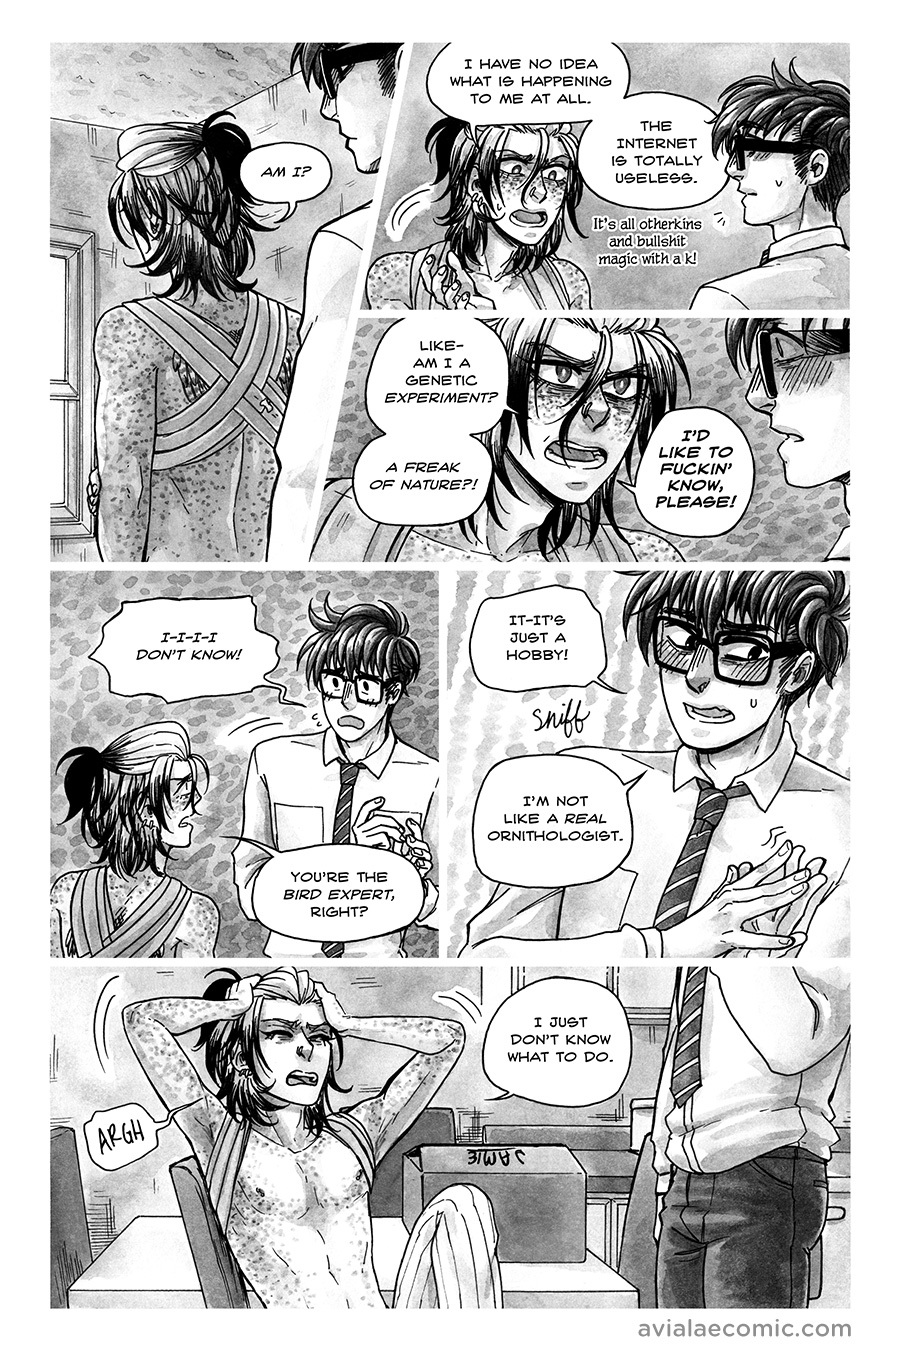 AM I?
I HAVE NO IDEA
WHAT IS HAPPENING
TO ME AT ALL.
THE
INTERNET
IS TOTALLY
USELESS.
It's all otherkins
and bullshit
magic with a k!
LIKE-
AM I A
GENETIC
EXPERIMENT?
A FREAK
OF NATURE?!
I'D
LIKE TO
FUCKIN'
KNOW,
PLEASE!
I-I-I-I
DON'T KNOW!
YOU'RE THE
BIRD EXPERT,
RIGHT?
IT-IT'S
JUST A
HOBBY!
Sniff
I'M NOT
LIKE A REAL
ORNITHOLOGIST.
ARGH
I JUST
DON'T KNOW
WHAT TO DO.
JAMIE
avialaecomic.com